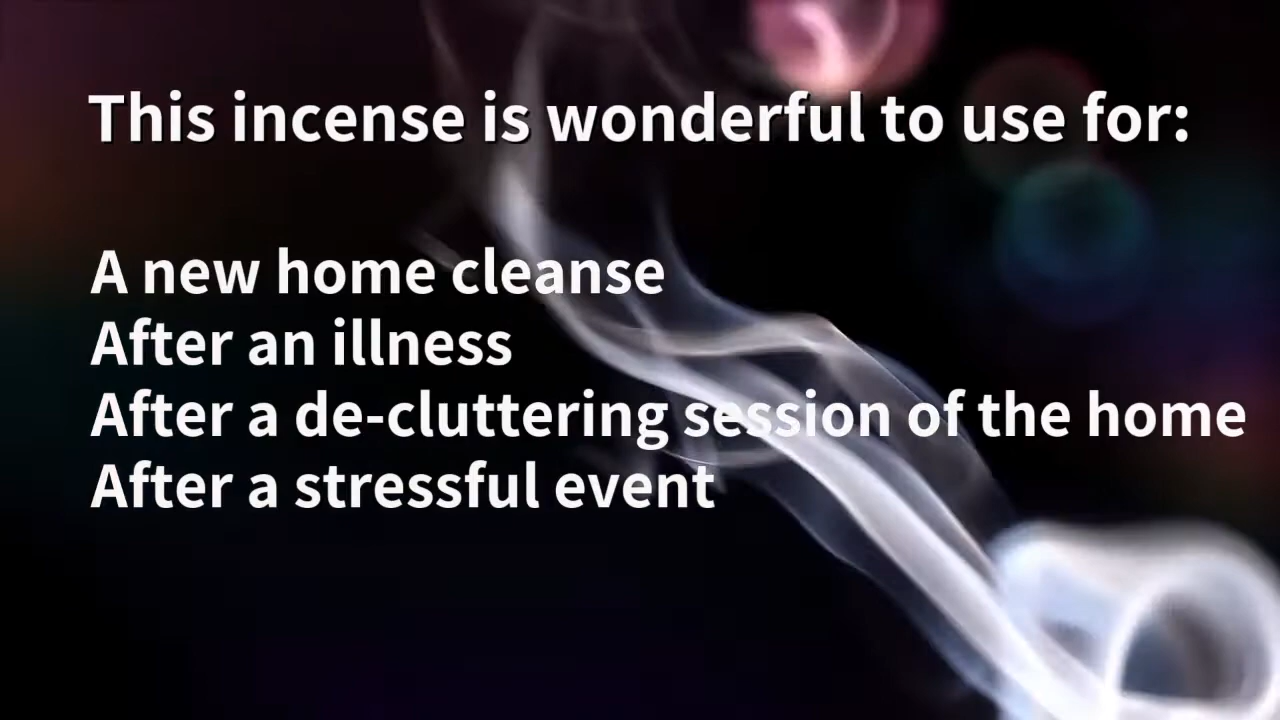 This incense is wonderful to use for:
A new home cleanse
After an illness
After a de-cluttering session of the home
After a stressful event